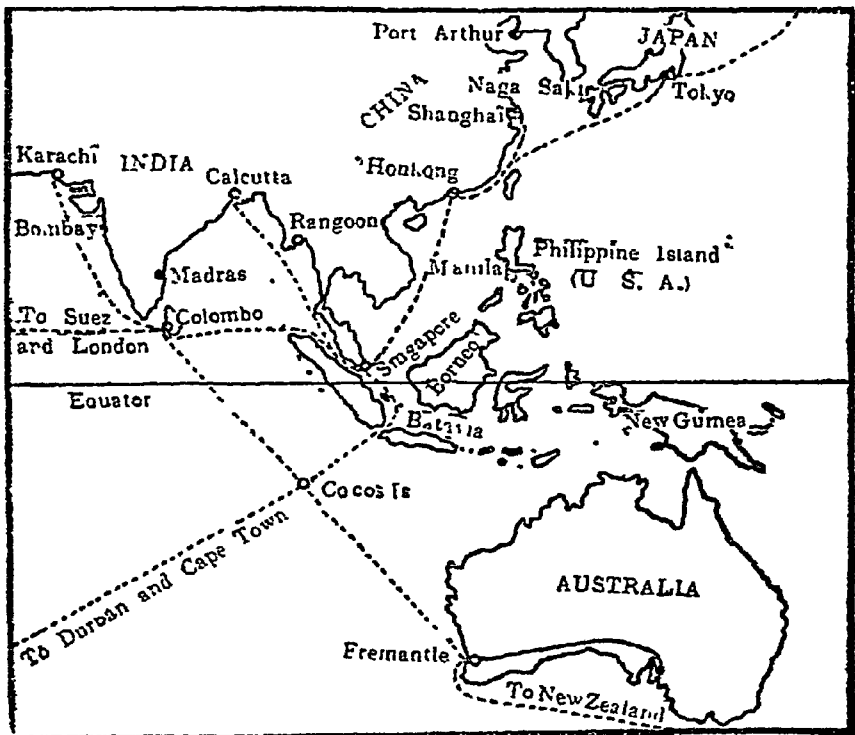 Port Arthur
JAPAN
CHINA
Naga Saki
Tokyo
Shanghai
Karachi
INDIA
Calcutta
Honkong
Rangoon
Bombay
Philippine Island
(U S. A.)
Manila
Madras
To Suez
and London
Colombo
Singapore
Borneo
Equator
Batavia
New Guinea
Cocos Is
To Durban and Cape Town
AUSTRALIA
Fremantle
To New Zealand